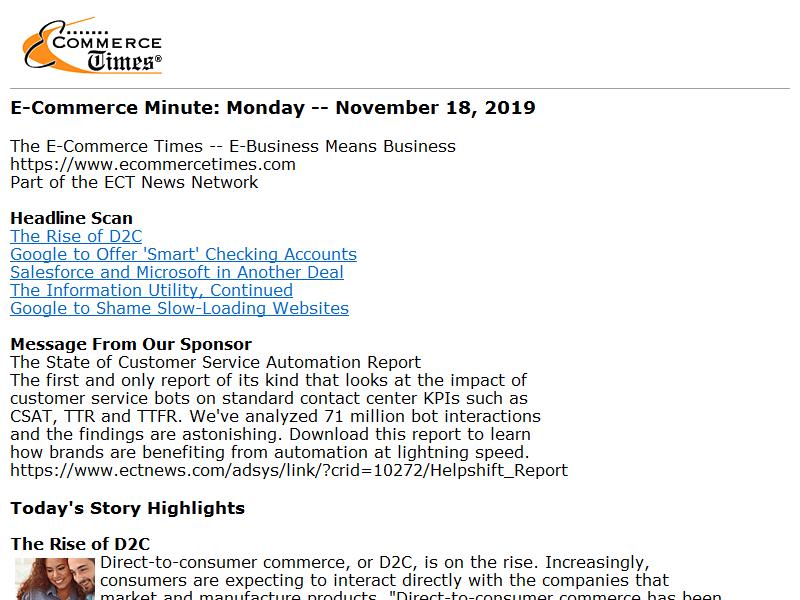 E-COMMERCE
Times®
E-Commerce Minute: Monday -- November 18, 2019
The E-Commerce Times -- E-Business Means Business
https://www.ecommercetimes.com
Part of the ECT News Network
Headline Scan
The Rise of D2C
Google to Offer 'Smart' Checking Accounts
Salesforce and Microsoft in Another Deal
The Information Utility, Continued
Google to Shame Slow-Loading Websites
Message From Our Sponsor
The State of Customer Service Automation Report
The first and only report of its kind that looks at the impact of
customer service bots on standard contact center KPIs such as
CSAT, TTR and TTFR. We've analyzed 71 million bot interactions
and the findings are astonishing. Download this report to learn
how brands are benefiting from automation at lightning speed.
https://www.ectnews.com/adsys/link/?crid=10272/Helpshift_Report
Today's Story Highlights
The Rise of D2C
Direct-to-consumer commerce, or D2C, is on the rise. Increasingly,
consumers are expecting to interact directly with the companies that
market and manufacture products. "Direct-to-consumer commerce has been